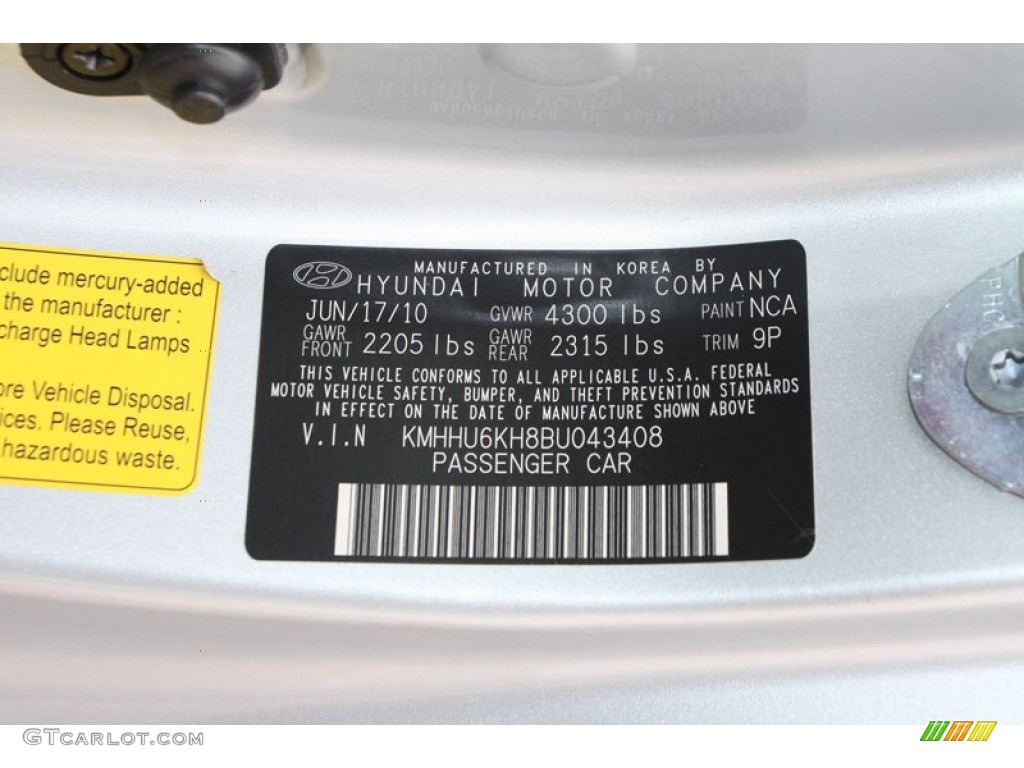 clude mercury-added
the manufacturer :
charge Head Lamps
ore Vehicle Disposal.
ices. Please Reuse,
hazardous waste.
MANUFACTURED IN KOREA BY
HYUNDAI MOTOR COMPANY
JUN/17/10 GVWR 4300 lbs PAINT NCA
GAWR FRONT 2205 lbs GAWR REAR 2315 lbs TRIM 9P
THIS VEHICLE CONFORMS TO ALL APPLICABLE U.S.A. FEDERAL
MOTOR VEHICLE SAFETY, BUMPER, AND THEFT PREVENTION STANDARDS
IN EFFECT ON THE DATE OF MANUFACTURE SHOWN ABOVE
V.I.N KMHHU6KH8BU043408
PASSENGER CAR
PHC
GTCARLOT.COM